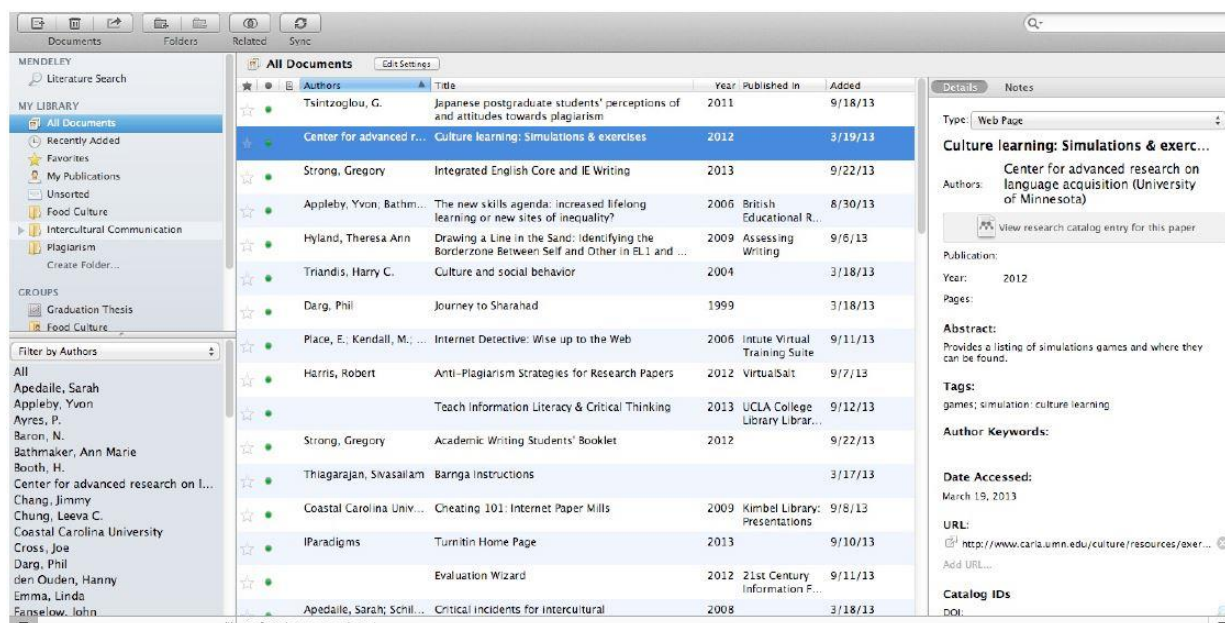 Documents Folders Related Sync
MENDELEY
Literature Search
MY LIBRARY
All Documents
Recently Added
Favorites
My Publications
Unsorted
Food Culture
Intercultural Communication
Plagiarism
Create Folder...
GROUPS
Graduation Thesis
Food Culture
Filter by Authors
All
Apedaile, Sarah
Appleby, Yvon
Ayres, P.
Baron, N.
Bathmaker, Ann Marie
Booth, H.
Center for advanced research on l...
Chang, Jimmy
Chung, Leeva C.
Coastal Carolina University
Cross, Joe
Darg, Phil
den Ouden, Hanny
Emma, Linda
Fanselow, John
All Documents Edit Settings
Authors Title Year Published In Added
Tsintzoglou, G. Japanese postgraduate students' perceptions of 2011 9/18/13
and attitudes towards plagiarism
Center for advanced r... Culture learning: Simulations & exercises 2012 3/19/13
Strong, Gregory Integrated English Core and IE Writing 2013 9/22/13
Appleby, Yvon; Bathm... The new skills agenda: increased lifelong 2006 British 8/30/13
learning or new sites of inequality? Educational R...
Hyland, Theresa Ann Drawing a Line in the Sand: Identifying the 2009 Assessing 9/6/13
Borderzone Between Self and Other in EL1 and ... Writing
Triandis, Harry C. Culture and social behavior 2004 3/18/13
Darg, Phil Journey to Sharahad 1999 3/18/13
Place, E.; Kendall, M.; ... Internet Detective: Wise up to the Web 2006 Intute Virtual 9/11/13
Training Suite
Harris, Robert Anti-Plagiarism Strategies for Research Papers 2012 VirtualSalt 9/7/13
Teach Information Literacy & Critical Thinking 2013 UCLA College 9/12/13
Library Librar...
Strong, Gregory Academic Writing Students' Booklet 2012 9/22/13
Thiagarajan, Sivasailam Barnga Instructions 3/17/13
Coastal Carolina Univ... Cheating 101: Internet Paper Mills 2009 Kimbel Library: 9/8/13
Presentations
IParadigms Turnitin Home Page 2013 9/10/13
Evaluation Wizard 2012 21st Century 9/11/13
Information F...
Apedaile, Sarah; Schil... Critical incidents for intercultural 2008 3/18/13
Details Notes
Type: Web Page
Culture learning: Simulations & exerc...
Center for advanced research on
Authors: language acquisition (University
of Minnesota)
View research catalog entry for this paper
Publication:
Year: 2012
Pages:
Abstract:
Provides a listing of simulations games and where they
can be found.
Tags:
games; simulation: culture learning
Author Keywords:
Date Accessed:
March 19, 2013
URL:
http://www.carla.umn.edu/culture/resources/exer...
Add URL...
Catalog IDs
DOI: